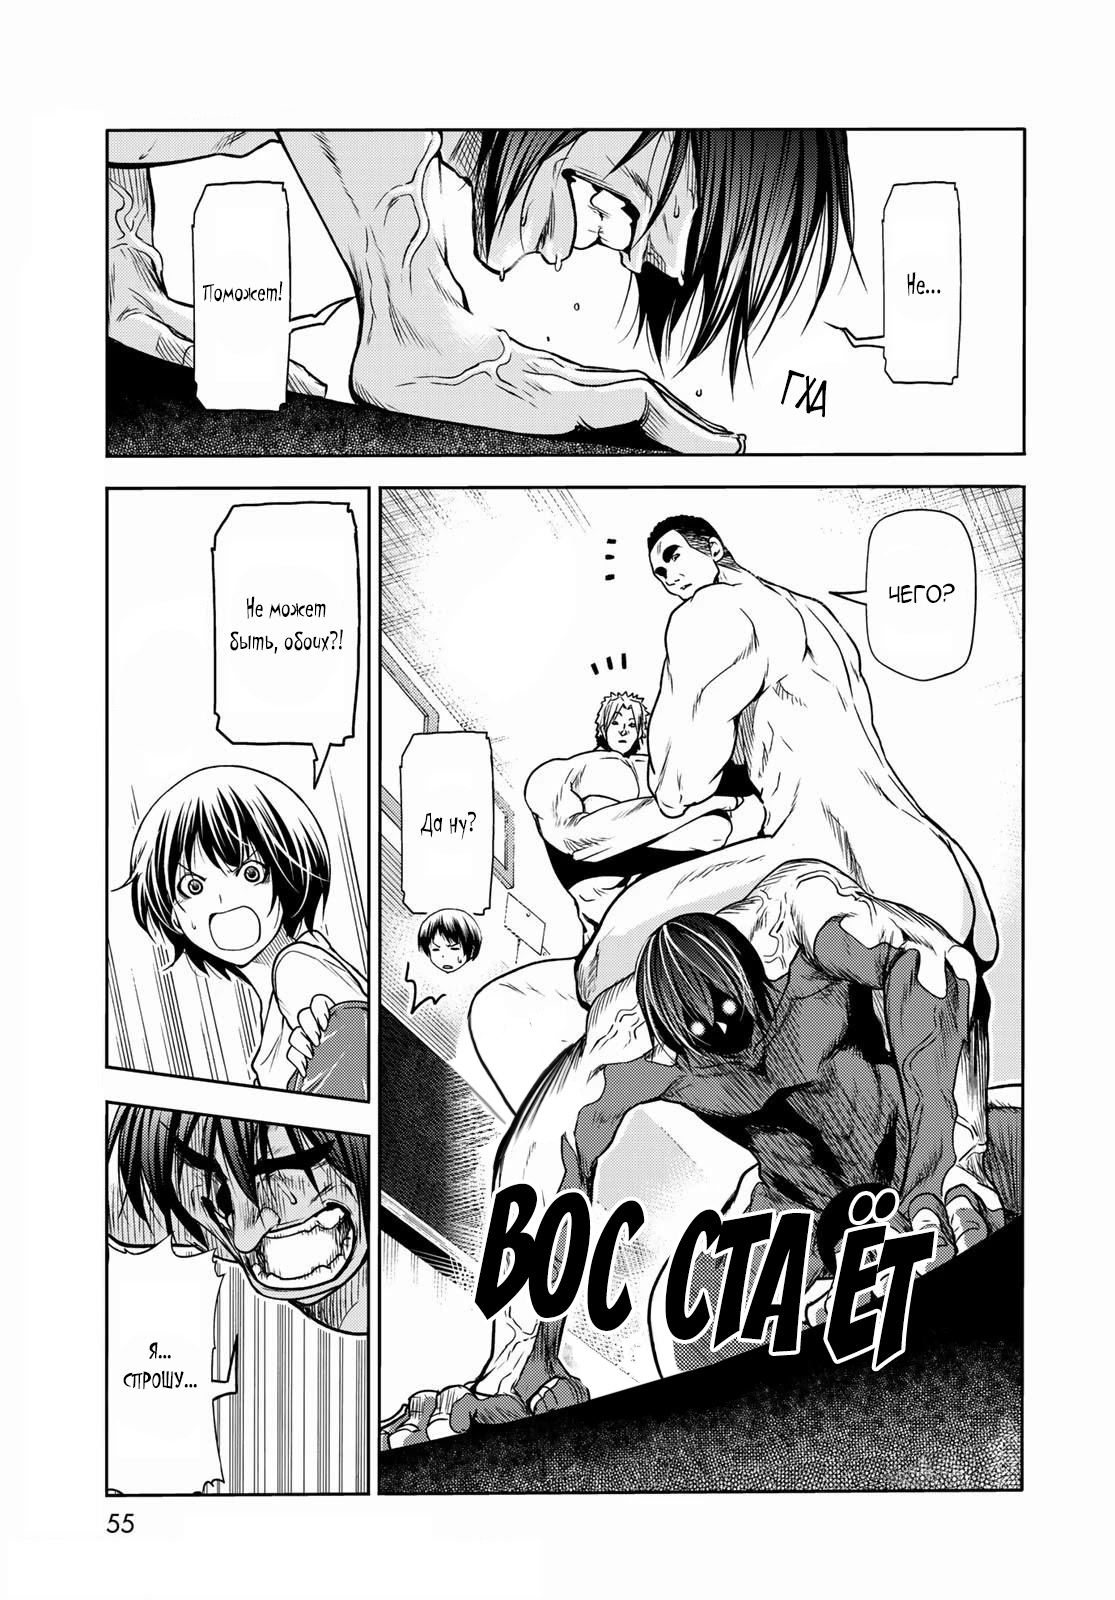 Не...
Поможет!
ГХА
ЧЕГО?
Да ну?
ВОС СТА ЁТ
Не может
быть, обоих?!
Я...
СПРОШУ...
55